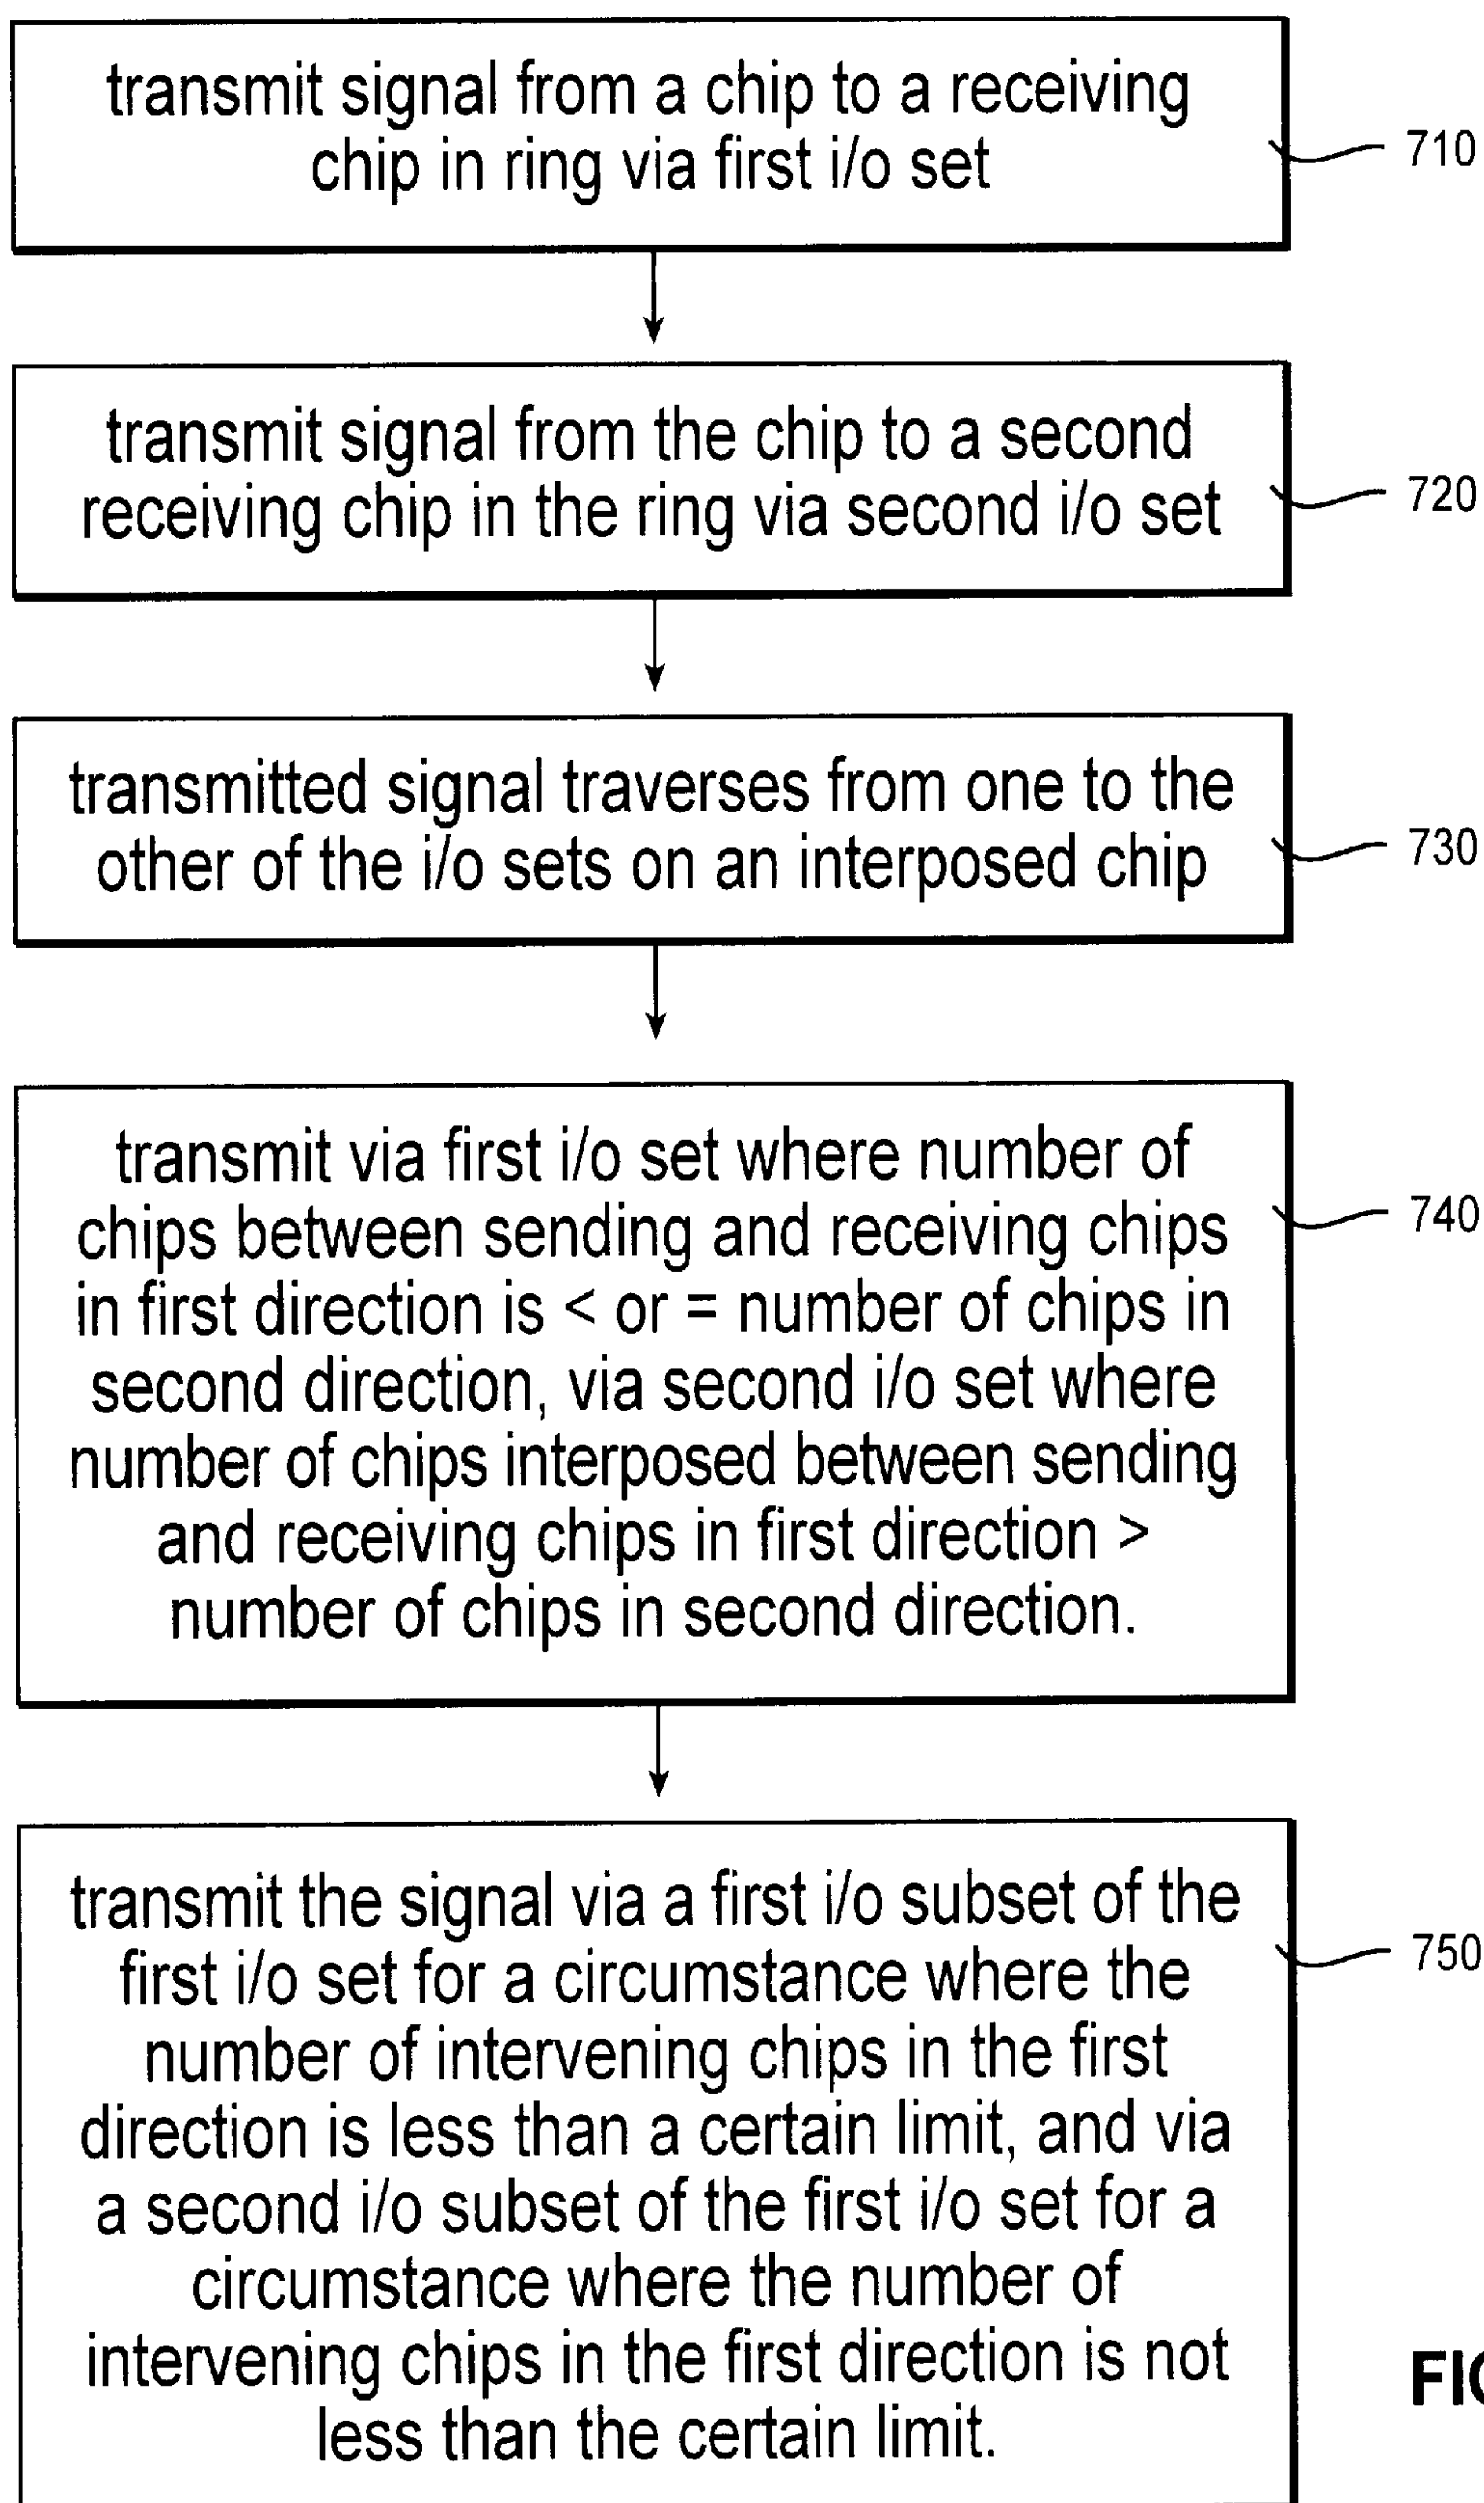 transmit signal from a chip to a receiving
chip in ring via first i/o set
710
transmit signal from the chip to a second
receiving chip in the ring via second i/o set
720
transmitted signal traverses from one to the
other of the i/o sets on an interposed chip
730
transmit via first i/o set where number of
chips between sending and receiving chips
in first direction is < or = number of chips in
second direction, via second i/o set where
number of chips interposed between sending
and receiving chips in first direction >
number of chips in second direction.
740
transmit the signal via a first i/o subset of the
first i/o set for a circumstance where the
number of intervening chips in the first
direction is less than a certain limit, and via
a second i/o subset of the first i/o set for a
circumstance where the number of
intervening chips in the first direction is not
less than the certain limit.
750